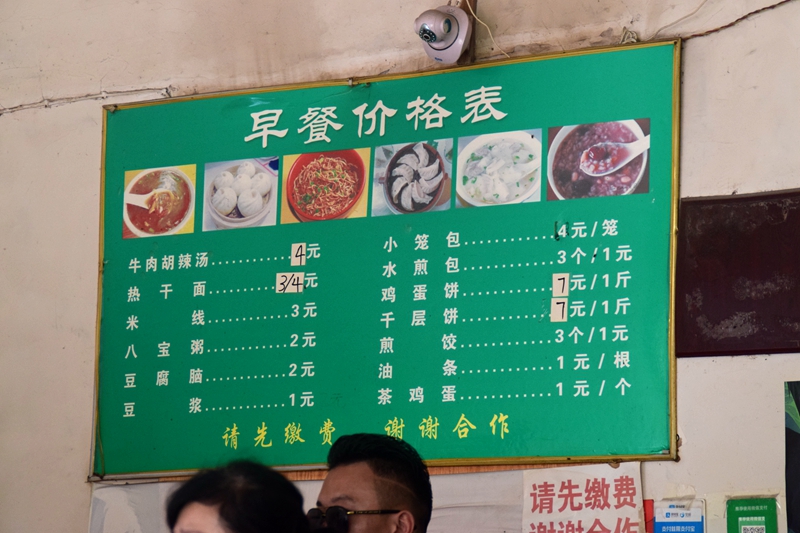 早餐价格表
牛肉胡辣汤............4元
热干面............3/4元
米线............3元
八宝粥............2元
豆腐脑............2元
豆浆............1元
小笼包............4元/笼
水煎包............3个/1元
鸡蛋饼............7元/1斤
千层饼............7元/1斤
煎饺............3个/1元
油条............1元/根
茶鸡蛋............1元/个
请先缴费 谢谢合作
请先缴费
谢谢合作